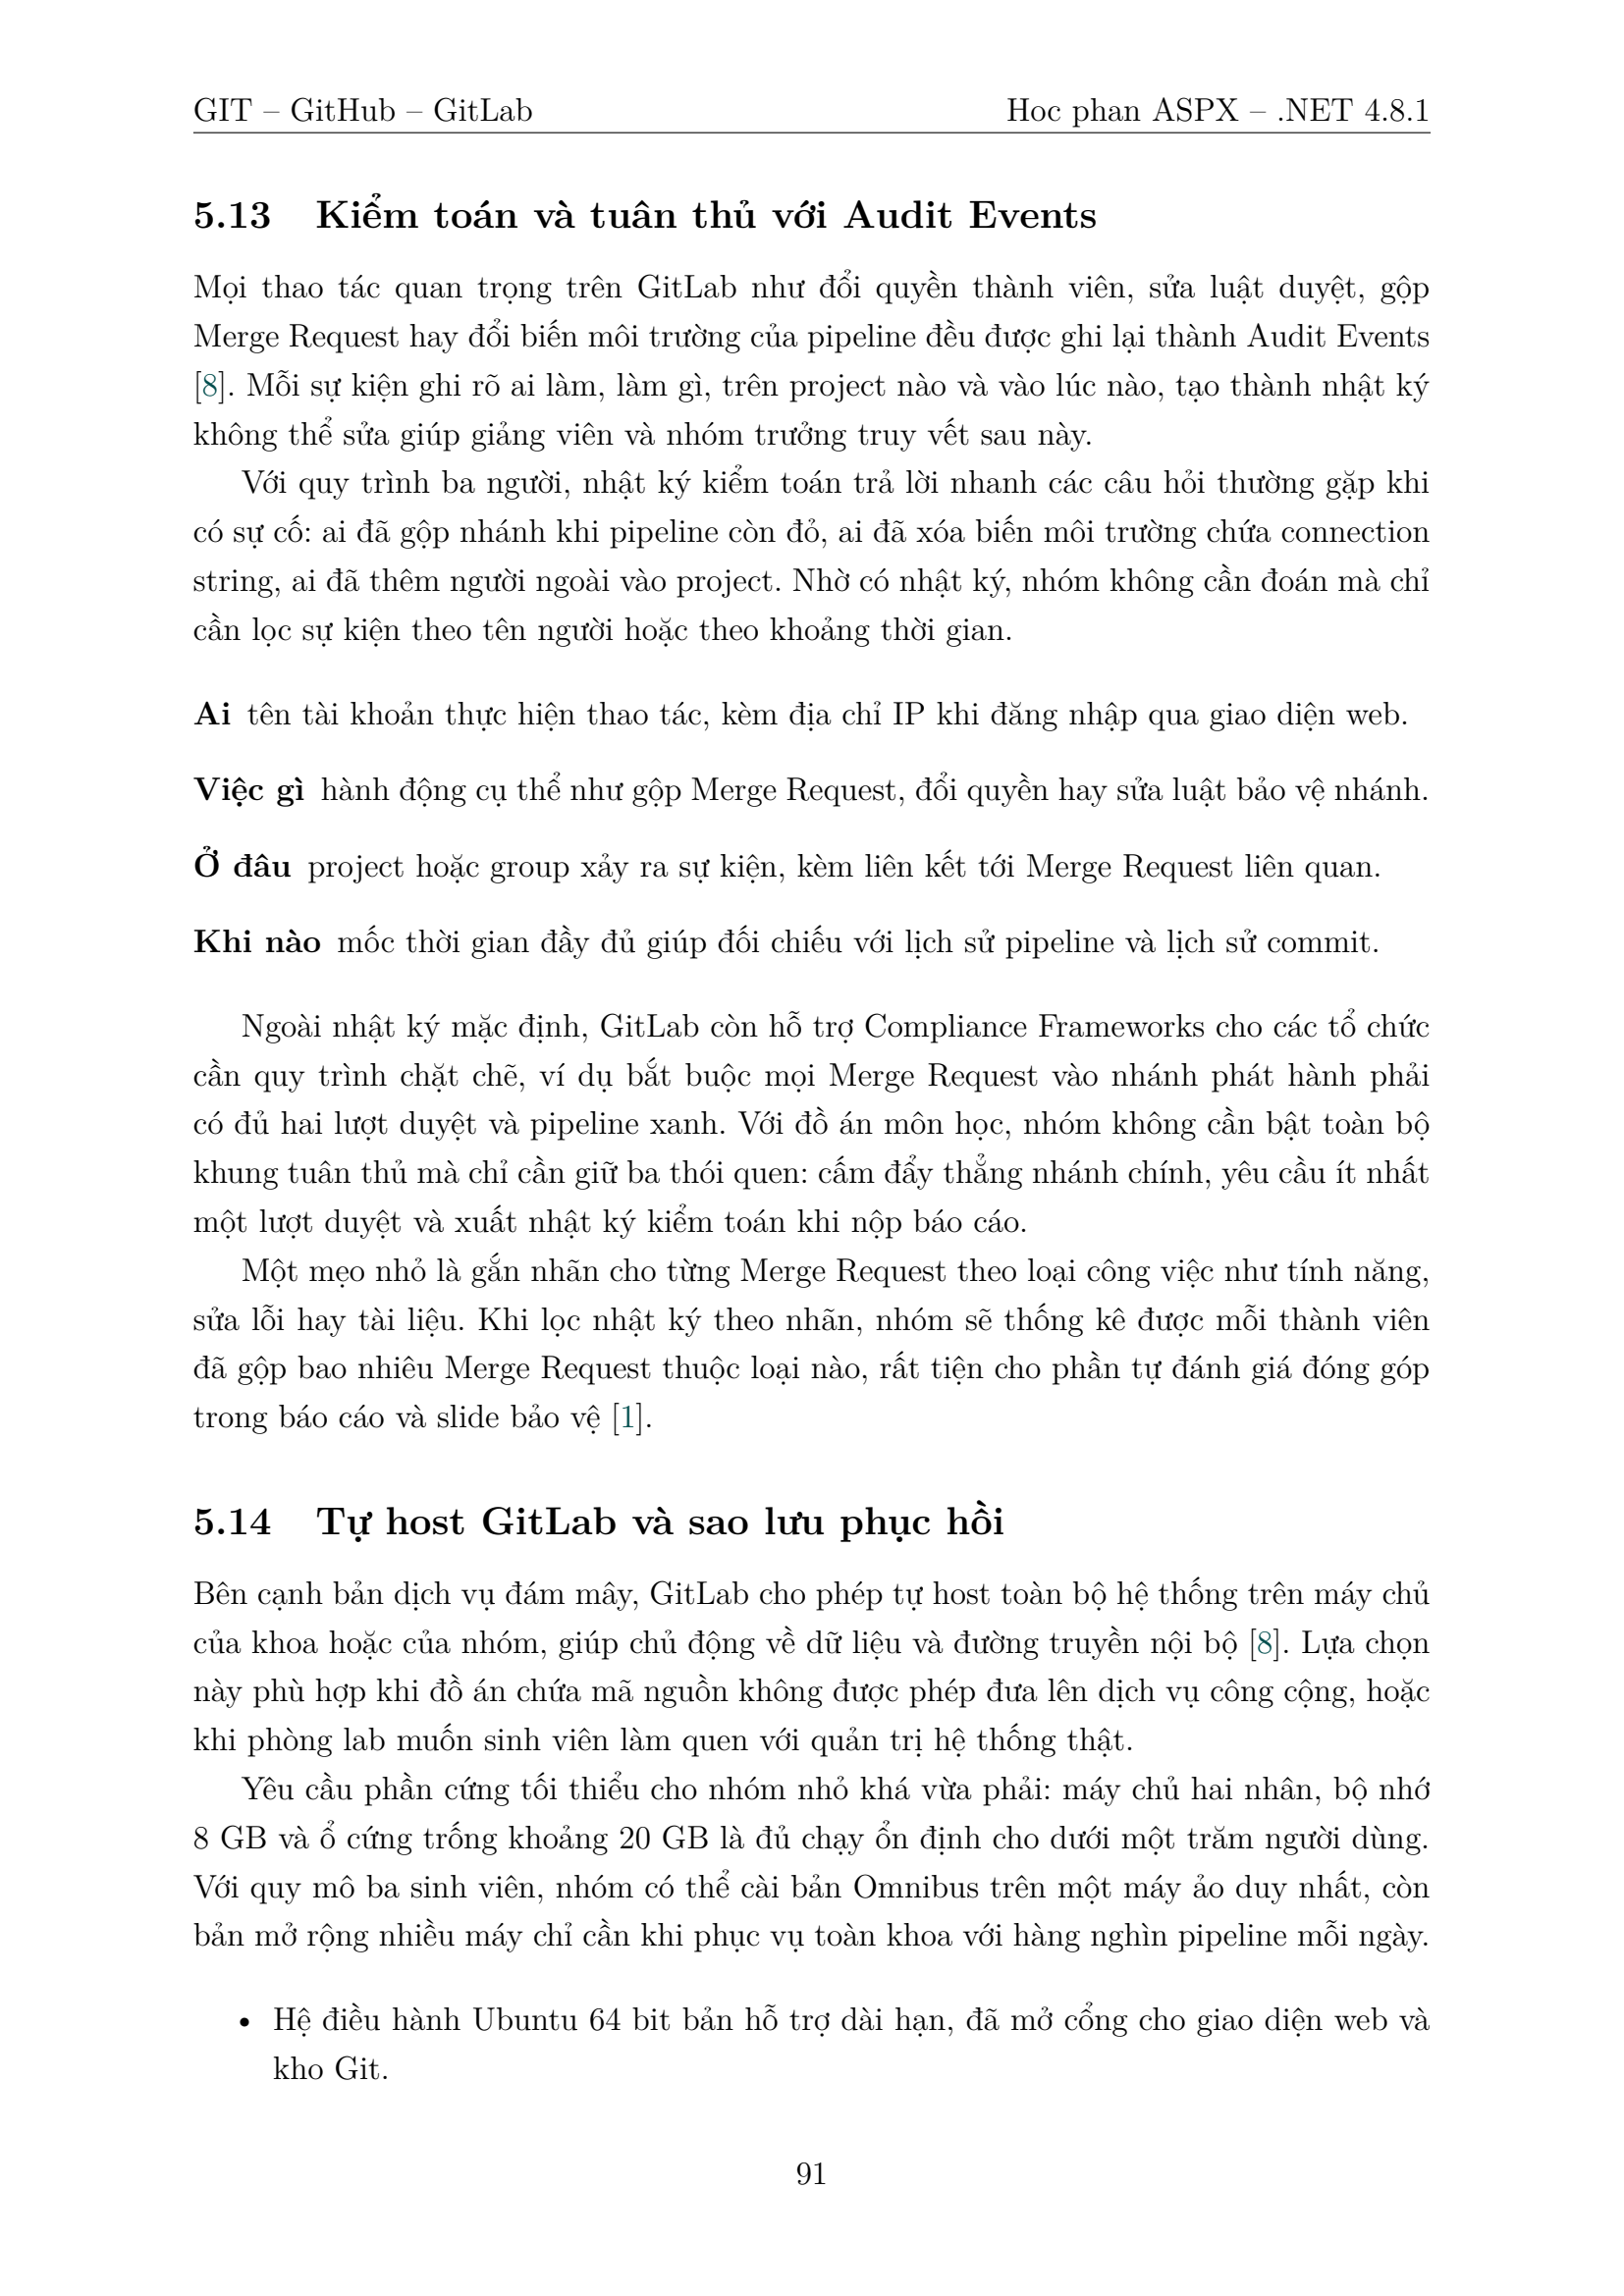 GIT – GitHub – GitLab Hoc phan ASPX – .NET 4.8.1
5.13 Kiểm toán và tuân thủ với Audit Events
Mọi thao tác quan trọng trên GitLab như đổi quyền thành viên, sửa luật duyệt, gộp
Merge Request hay đổi biến môi trường của pipeline đều được ghi lại thành Audit Events
[8]. Mỗi sự kiện ghi rõ ai làm, làm gì, trên project nào và vào lúc nào, tạo thành nhật ký
không thể sửa giúp giảng viên và nhóm trưởng truy vết sau này.
Với quy trình ba người, nhật ký kiểm toán trả lời nhanh các câu hỏi thường gặp khi
có sự cố: ai đã gộp nhánh khi pipeline còn đỏ, ai đã xóa biến môi trường chứa connection
string, ai đã thêm người ngoài vào project. Nhờ có nhật ký, nhóm không cần đoán mà chỉ
cần lọc sự kiện theo tên người hoặc theo khoảng thời gian.
Ai tên tài khoản thực hiện thao tác, kèm địa chỉ IP khi đăng nhập qua giao diện web.
Việc gì hành động cụ thể như gộp Merge Request, đổi quyền hay sửa luật bảo vệ nhánh.
Ở đâu project hoặc group xảy ra sự kiện, kèm liên kết tới Merge Request liên quan.
Khi nào mốc thời gian đầy đủ giúp đối chiếu với lịch sử pipeline và lịch sử commit.
Ngoài nhật ký mặc định, GitLab còn hỗ trợ Compliance Frameworks cho các tổ chức
cần quy trình chặt chẽ, ví dụ bắt buộc mọi Merge Request vào nhánh phát hành phải
có đủ hai lượt duyệt và pipeline xanh. Với đồ án môn học, nhóm không cần bật toàn bộ
khung tuân thủ mà chỉ cần giữ ba thói quen: cấm đẩy thẳng nhánh chính, yêu cầu ít nhất
một lượt duyệt và xuất nhật ký kiểm toán khi nộp báo cáo.
Một mẹo nhỏ là gắn nhãn cho từng Merge Request theo loại công việc như tính năng,
sửa lỗi hay tài liệu. Khi lọc nhật ký theo nhãn, nhóm sẽ thống kê được mỗi thành viên
đã gộp bao nhiêu Merge Request thuộc loại nào, rất tiện cho phần tự đánh giá đóng góp
trong báo cáo và slide bảo vệ [1].
5.14 Tự host GitLab và sao lưu phục hồi
Bên cạnh bản dịch vụ đám mây, GitLab cho phép tự host toàn bộ hệ thống trên máy chủ
của khoa hoặc của nhóm, giúp chủ động về dữ liệu và đường truyền nội bộ [8]. Lựa chọn
này phù hợp khi đồ án chứa mã nguồn không được phép đưa lên dịch vụ công cộng, hoặc
khi phòng lab muốn sinh viên làm quen với quản trị hệ thống thật.
Yêu cầu phần cứng tối thiểu cho nhóm nhỏ khá vừa phải: máy chủ hai nhân, bộ nhớ
8 GB và ổ cứng trống khoảng 20 GB là đủ chạy ổn định cho dưới một trăm người dùng.
Với quy mô ba sinh viên, nhóm có thể cài bản Omnibus trên một máy ảo duy nhất, còn
bản mở rộng nhiều máy chỉ cần khi phục vụ toàn khoa với hàng nghìn pipeline mỗi ngày.
• Hệ điều hành Ubuntu 64 bit bản hỗ trợ dài hạn, đã mở cổng cho giao diện web và
kho Git.
91